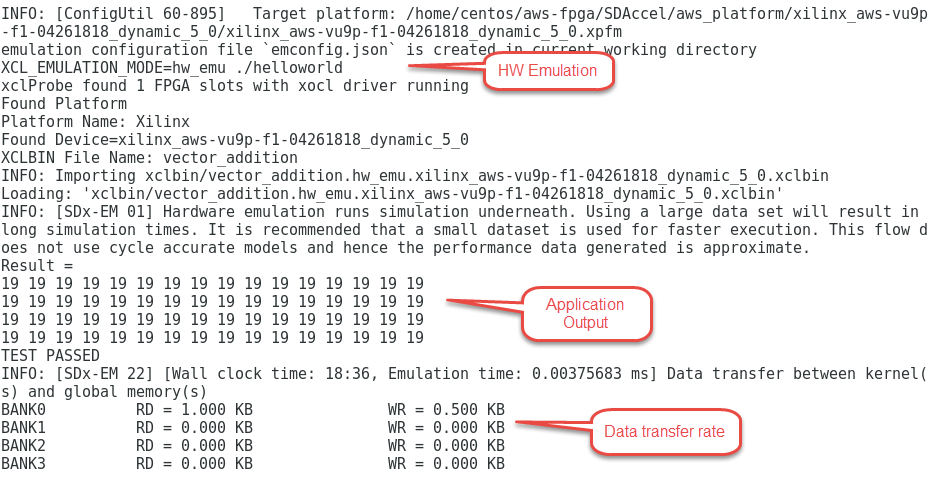 INFO: [ConfigUtil 60-895]   Target platform: /home/centos/aws-fpga/SDAccel/aws_platform/xilinx_aws-vu9p
-f1-04261818_dynamic_5_0/xilinx_aws-vu9p-f1-04261818_dynamic_5_0.xpfm
emulation configuration file `emconfig.json` is created in current working directory
XCL_EMULATION_MODE=hw_emu ./helloworld
HW Emulation
xclProbe found 1 FPGA slots with xocl driver running
Found Platform
Platform Name: Xilinx
Found Device=xilinx_aws-vu9p-f1-04261818_dynamic_5_0
XCLBIN File Name: vector_addition
INFO: Importing xclbin/vector_addition.hw_emu.xilinx_aws-vu9p-f1-04261818_dynamic_5_0.xclbin
Loading: 'xclbin/vector_addition.hw_emu.xilinx_aws-vu9p-f1-04261818_dynamic_5_0.xclbin'
INFO: [SDx-EM 01] Hardware emulation runs simulation underneath. Using a large data set will result in
long simulation times. It is recommended that a small dataset is used for faster execution. This flow d
oes not use cycle accurate models and hence the performance data generated is approximate.
Result =
19 19 19 19 19 19 19 19 19 19 19 19 19 19 19 19
19 19 19 19 19 19 19 19 19 19 19 19 19 19 19 19
19 19 19 19 19 19 19 19 19 19 19 19 19 19 19 19
19 19 19 19 19 19 19 19 19 19 19 19 19 19 19 19
Application
Output
TEST PASSED
INFO: [SDx-EM 22] [Wall clock time: 18:36, Emulation time: 0.00375683 ms] Data transfer between kernel(
s) and global memory(s)
BANK0          RD = 1.000 KB               WR = 0.500 KB
BANK1          RD = 0.000 KB               WR = 0.000 KB
BANK2          RD = 0.000 KB               WR = 0.000 KB
BANK3          RD = 0.000 KB               WR = 0.000 KB
Data transfer rate